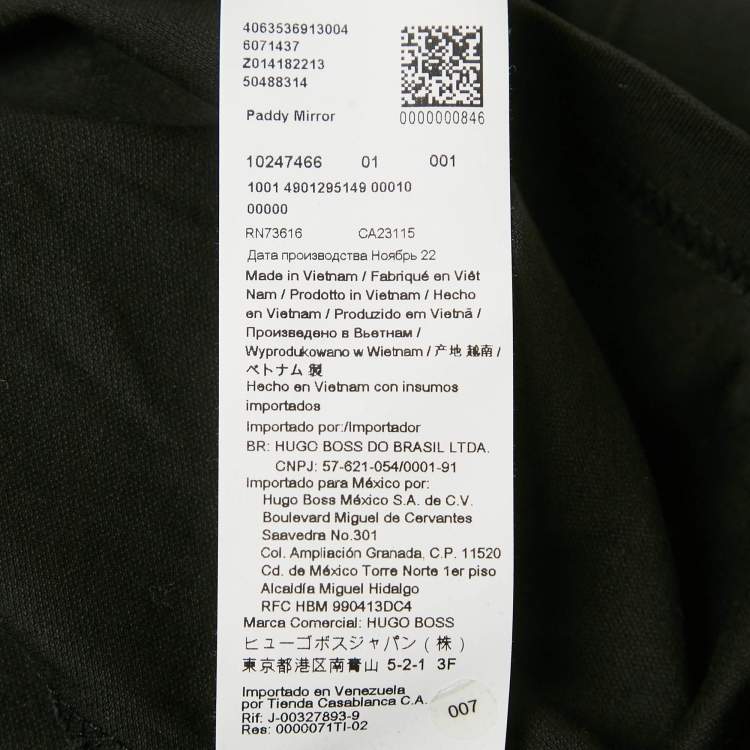 4063536913004
6071437
Z014182213
50488314
Paddy Mirror
0000000846
10247466 01 001
1001 4901295149 00010
00000
RN73616 CA23115
Дата производства Ноябрь 22
Made in Vietnam / Fabriqué en Viêt
Nam / Prodotto in Vietnam / Hecho
en Vietnam / Produzido em Vietnã /
Произведено в Вьетнам /
Wyprodukowano w Wietnam / 产地 越南 /
ベトナム 製
Hecho en Vietnam con insumos
importados
Importado por:/Importador
BR: HUGO BOSS DO BRASIL LTDA.
CNPJ: 57-621-054/0001-91
Importado para México por:
Hugo Boss México S.A. de C.V.
Boulevard Miguel de Cervantes
Saavedra No.301
Col. Ampliación Granada, C.P. 11520
Cd. de México Torre Norte 1er piso
Alcaldía Miguel Hidalgo
RFC HBM 990413DC4
Marca Comercial: HUGO BOSS
ヒューゴボスジャパン(株)
東京都港区南青山 5-2-1 3F
Importado en Venezuela
por Tienda Casablanca C.A.
Rif: J-00327893-9
Res: 0000071TI-02
007